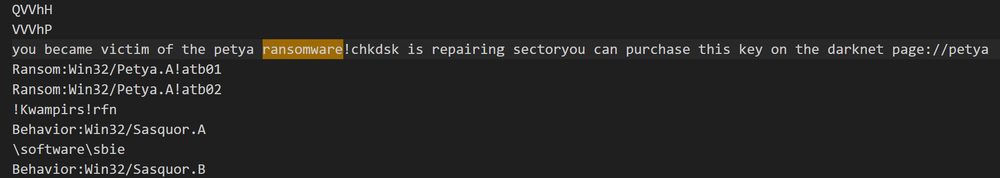 QVVhH
VVVhP
you became victim of the petya ransomware!chkdsk is repairing sectoryou can purchase this key on the darknet page://petya
Ransom:Win32/Petya.A!atb01
Ransom:Win32/Petya.A!atb02
!Kwampirs!rfn
Behavior:Win32/Sasquor.A
\software\sbie
Behavior:Win32/Sasquor.B